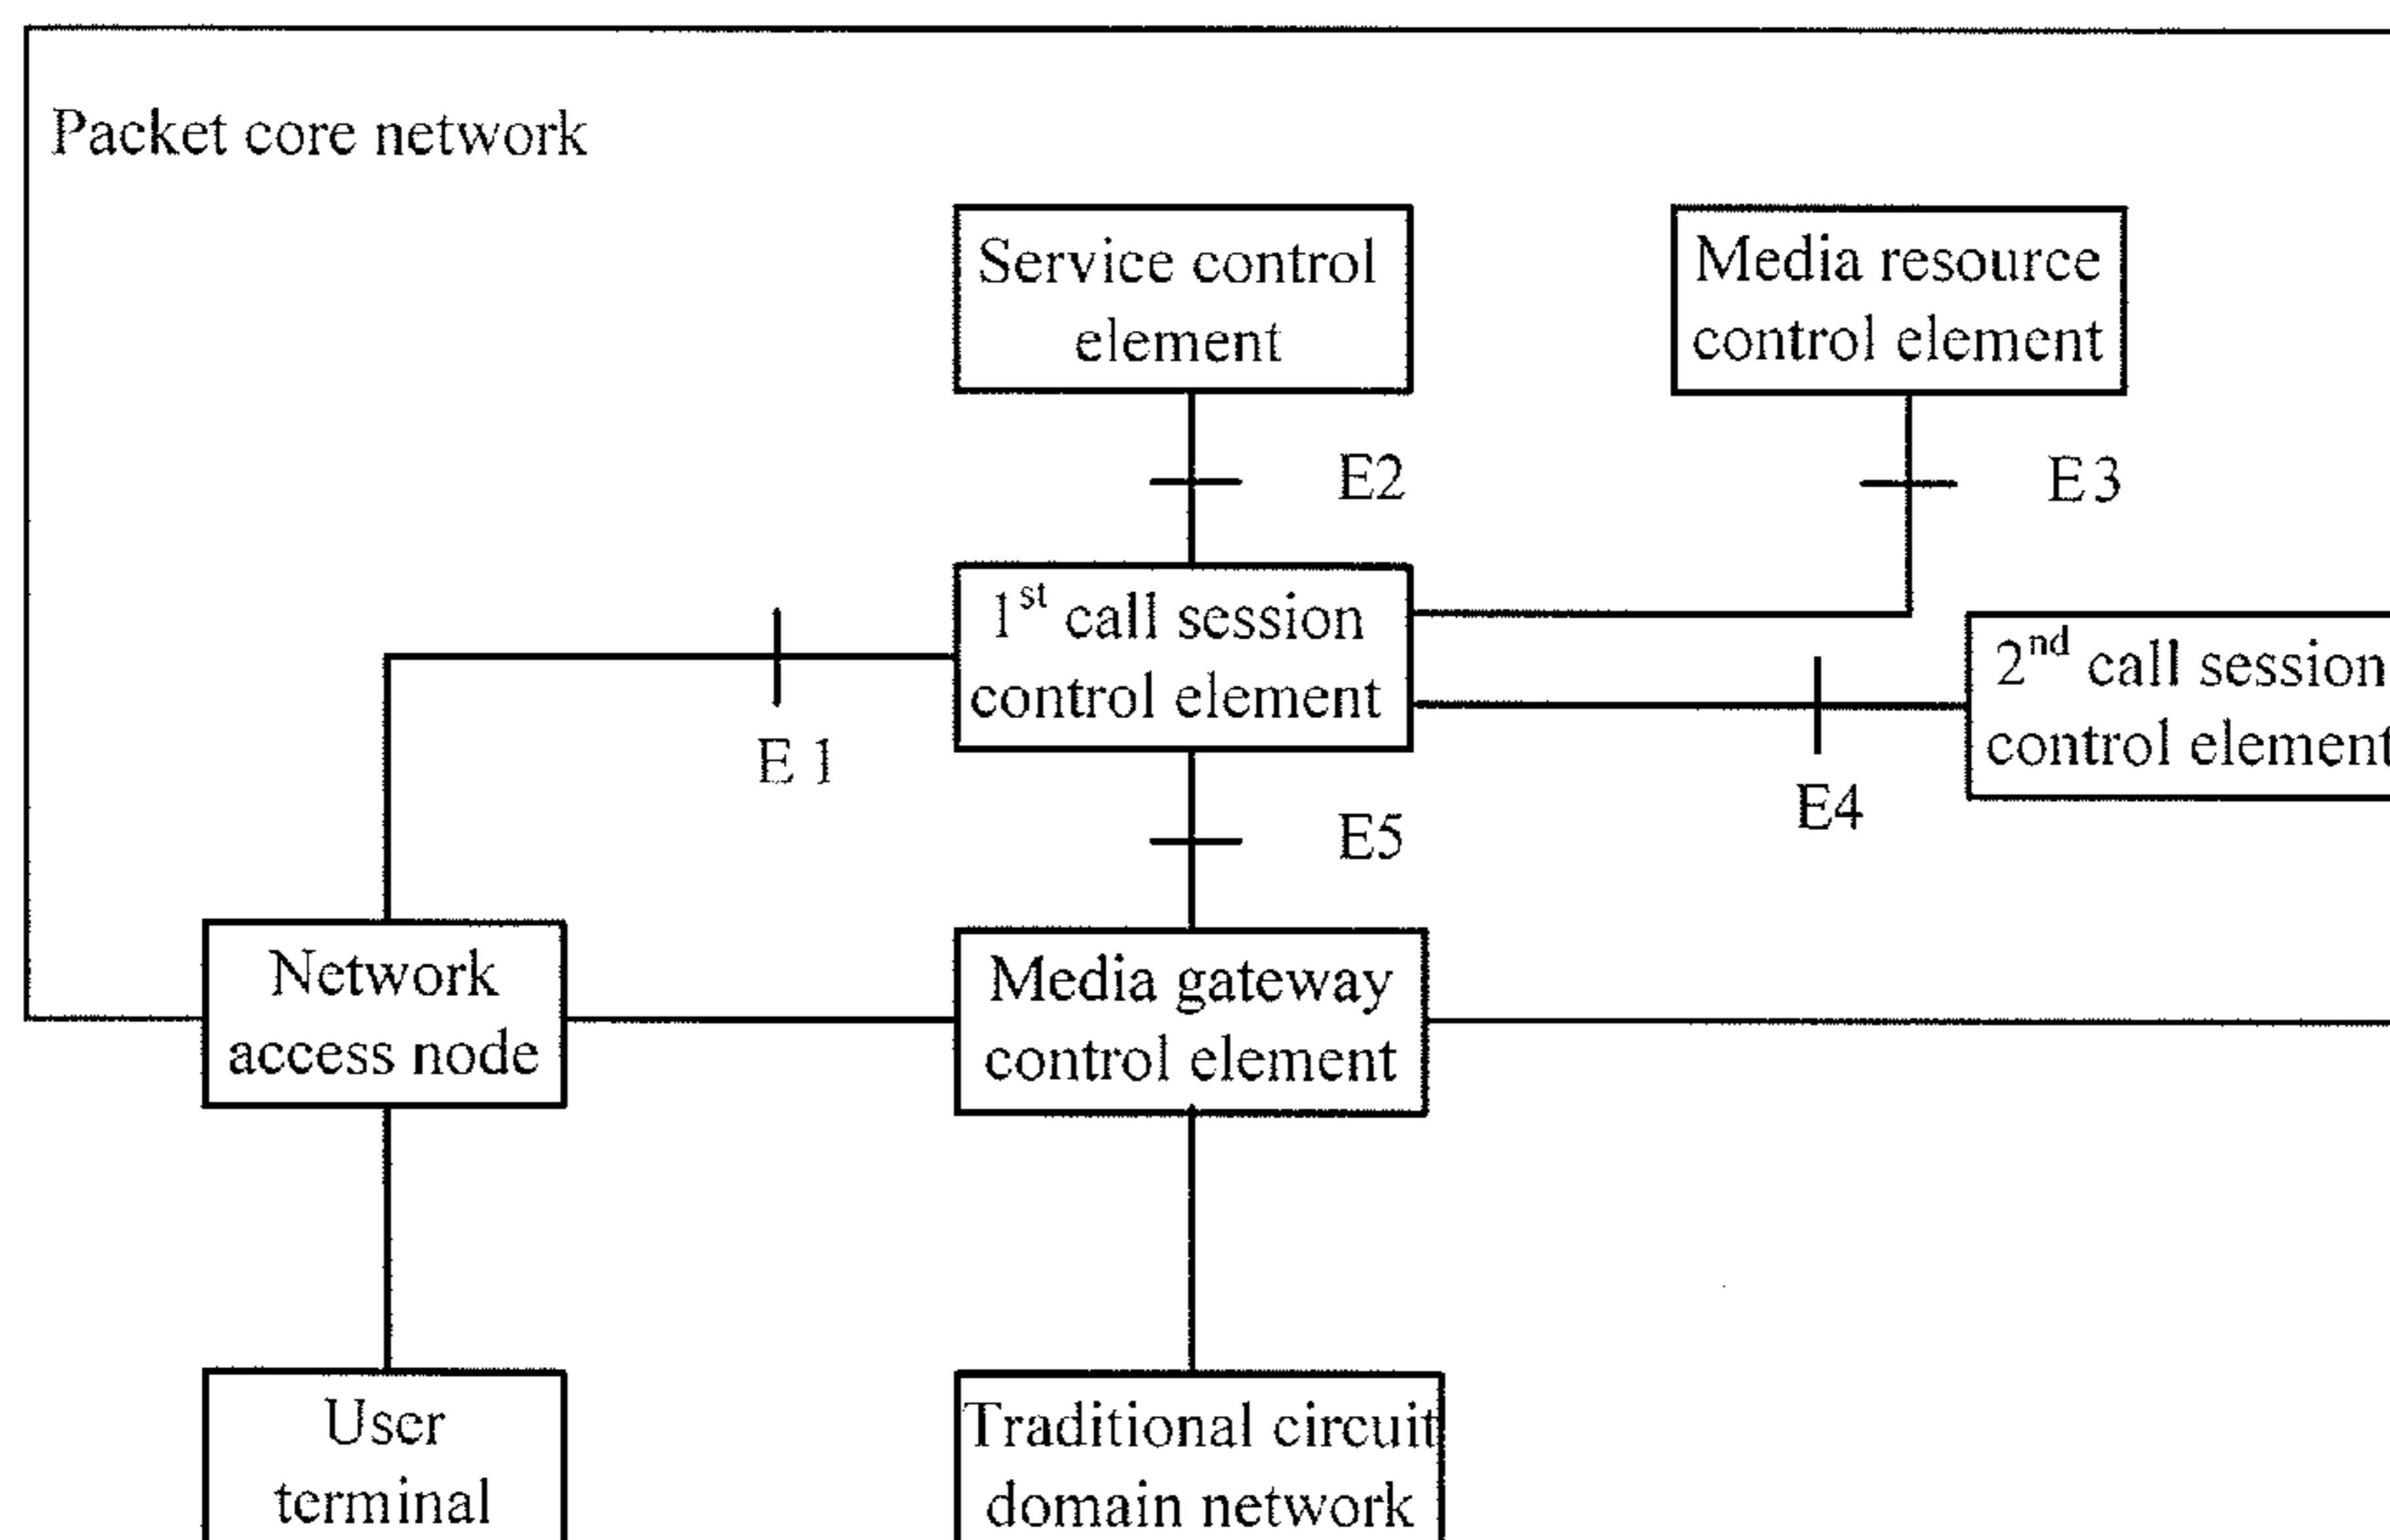 Packet core network
Service control
element
Media resource
control element
E2
E3
1st call session
control element
2nd call session
control element
E 1
E4
E5
Network
access node
Media gateway
control element
User
terminal
Traditional circuit
domain network